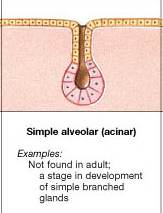 Simple alveolar (acinar)
Examples:
Not found in adult;
a stage in development
of simple branched
glands